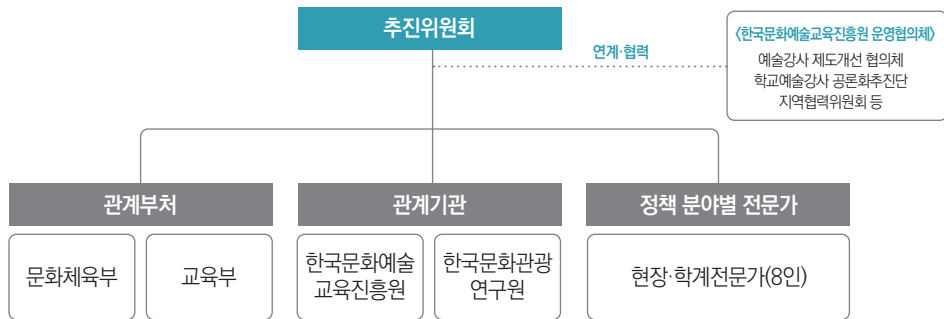 추진위원회
〈한국문화예술교육진흥원 운영협의체〉
예술강사 제도개선 협의체
학교예술강사 공론화추진단
지역협력위원회 등
연계·협력
관계부처
관계기관
정책 분야별 전문가
문화체육부
교육부
한국문화예술
교육진흥원
한국문화관광
연구원
현장·학계전문가(8인)